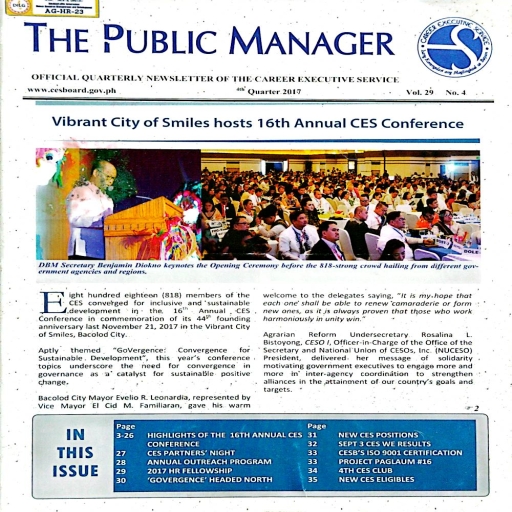 AG-HR-23
THE PUBLIC MANAGER
OFFICIAL QUARTERLY NEWSLETTER OF THE CAREER EXECUTIVE SERVICE
www.cesboard.gov.ph 4th Quarter 2017 Vol. 29 No. 4
CAREER EXECUTIVE SERVICE
Vibrant City of Smiles hosts 16th Annual CES Conference
DBM Secretary Benjamin Diokno keynotes the Opening Ceremony before the 818-strong crowd hailing from different gov-
ernment agencies and regions.
Eight hundred eighteen (818) members of the
CES converged for inclusive and sustainable
development in the 16th Annual CES
Conference in commemoration of its 44th founding
anniversary last November 21, 2017 in the Vibrant City
of Smiles, Bacolod.
Aptly themed "GoVergence: Convergence for
Sustainable Development", this year's conference
topics underscore the need for convergence in
governance as a catalyst for sustainable positive
change.
Bacolod City Mayor Evelio R. Leonardia, represented by
Vice Mayor El Cid M. Familiaran, gave his warm
welcome to the delegates saying, "It is my hope that
each one of you shall be able to renew camaraderie or form
new ones, as it is always proven that those who work
harmoniously in unity win."
Agrarian Reform Undersecretary Rosalina L.
Bistoyong, CESO I, Officer-in-Charge of the Office of the
Secretary and National Union of CESOs, Inc. (NUCESO)
President, delivered her message of solidarity
motivating government executives to engage more and
more in inter-agency coordination to strengthen
alliances in the attainment of our country's goals and
targets.
2
IN
THIS
ISSUE
Page
3-26 HIGHLIGHTS OF THE 16TH ANNUAL CES
CONFERENCE
27 CES PARTNERS' NIGHT
28 ANNUAL OUTREACH PROGRAM
29 2017 HR FELLOWSHIP
30 'GOVERGENCE' HEADED NORTH
Page
31 NEW CES POSITIONS
32 SEPT 3 CES WE RESULTS
33 CESB'S ISO 9001 CERTIFICATION
33 PROJECT PAGLAUM #16
34 4TH CES CLUB
35 NEW CES ELIGIBLES